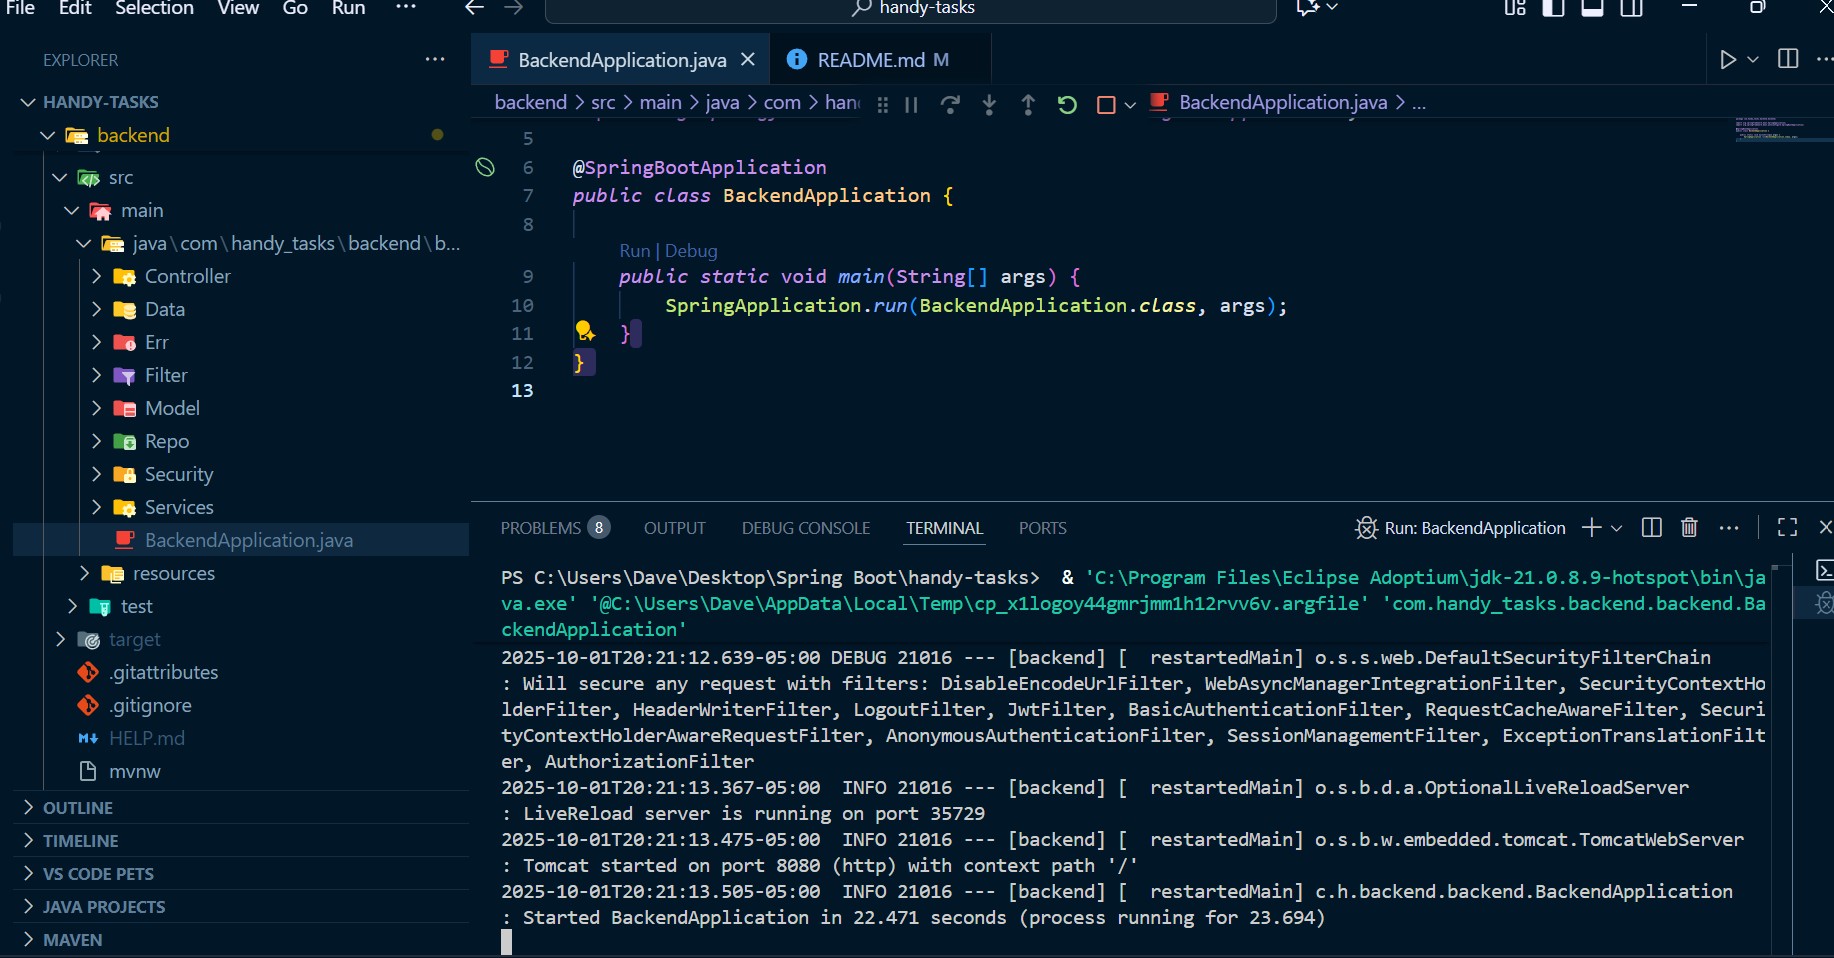 File Edit Selection View Go Run ···
handy-tasks
EXPLORER
HANDY-TASKS
backend
src
main
java\com\handy_tasks\backend\b...
Controller
Data
Err
Filter
Model
Repo
Security
Services
BackendApplication.java
resources
test
target
.gitattributes
.gitignore
HELP.md
mvnw
OUTLINE
TIMELINE
VS CODE PETS
JAVA PROJECTS
MAVEN
BackendApplication.java
README.md M
backend > src > main > java > com > han
BackendApplication.java > ...
5
6 @SpringBootApplication
7 public class BackendApplication {
8
Run | Debug
9 public static void main(String[] args) {
10 SpringApplication.run(BackendApplication.class, args);
11 }
12 }
13
PROBLEMS 8 OUTPUT DEBUG CONSOLE TERMINAL PORTS
Run: BackendApplication
PS C:\Users\Dave\Desktop\Spring Boot\handy-tasks>  & 'C:\Program Files\Eclipse Adoptium\jdk-21.0.8.9-hotspot\bin\ja
va.exe' '@C:\Users\Dave\AppData\Local\Temp\cp_x1logoy44gmrjmm1h12rvv6v.argfile' 'com.handy_tasks.backend.backend.Ba
ckendApplication'
2025-10-01T20:21:12.639-05:00 DEBUG 21016 --- [backend] [  restartedMain] o.s.s.web.DefaultSecurityFilterChain
: Will secure any request with filters: DisableEncodeUrlFilter, WebAsyncManagerIntegrationFilter, SecurityContextHo
lderFilter, HeaderWriterFilter, LogoutFilter, JwtFilter, BasicAuthenticationFilter, RequestCacheAwareFilter, Securi
tyContextHolderAwareRequestFilter, AnonymousAuthenticationFilter, SessionManagementFilter, ExceptionTranslationFilt
er, AuthorizationFilter
2025-10-01T20:21:13.367-05:00  INFO 21016 --- [backend] [  restartedMain] o.s.b.d.a.OptionalLiveReloadServer
: LiveReload server is running on port 35729
2025-10-01T20:21:13.475-05:00  INFO 21016 --- [backend] [  restartedMain] o.s.b.w.embedded.tomcat.TomcatWebServer
: Tomcat started on port 8080 (http) with context path '/'
2025-10-01T20:21:13.505-05:00  INFO 21016 --- [backend] [  restartedMain] c.h.backend.backend.BackendApplication
: Started BackendApplication in 22.471 seconds (process running for 23.694)